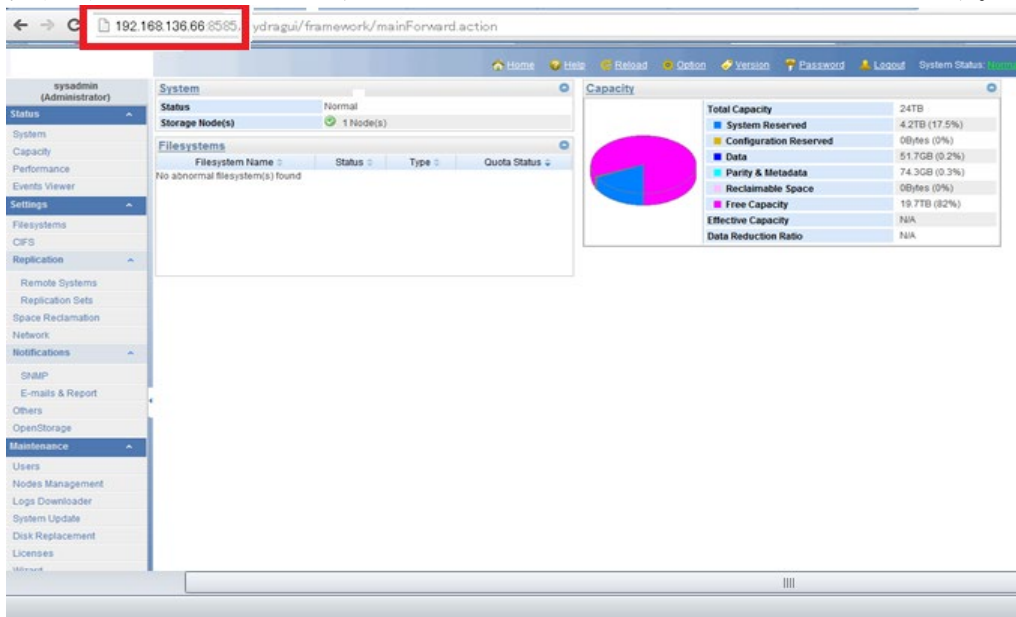 192.168.136.66:8585 ydragui/framework/mainForward.action
Home Help Reload Option Version Password Logout System Status:
sysadmin
(Administrator)
Status
System
Capacity
Performance
Events Viewer
Settings
Filesystems
CIFS
Replication
Remote Systems
Replication Sets
Space Reclamation
Network
Notifications
SNMP
E-mails & Report
Others
OpenStorage
Maintenance
Users
Nodes Management
Logs Downloader
System Update
Disk Replacement
Licenses
Wizard
System
Status Normal
Storage Node(s) 1 Node(s)
Filesystems
Filesystem Name Status Type Quota Status
No abnormal filesystem(s) found
Capacity
Total Capacity 24TB
System Reserved 4.2TB (17.5%)
Configuration Reserved 0Bytes (0%)
Data 51.7GB (0.2%)
Parity & Metadata 74.3GB (0.3%)
Reclaimable Space 0Bytes (0%)
Free Capacity 19.7TB (82%)
Effective Capacity N/A
Data Reduction Ratio N/A